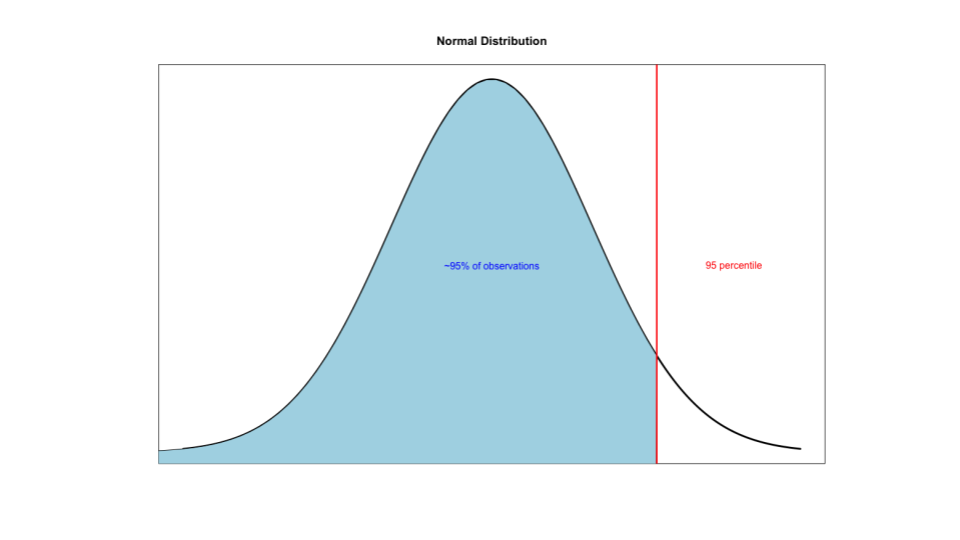 Normal Distribution
~95% of observations
95 percentile